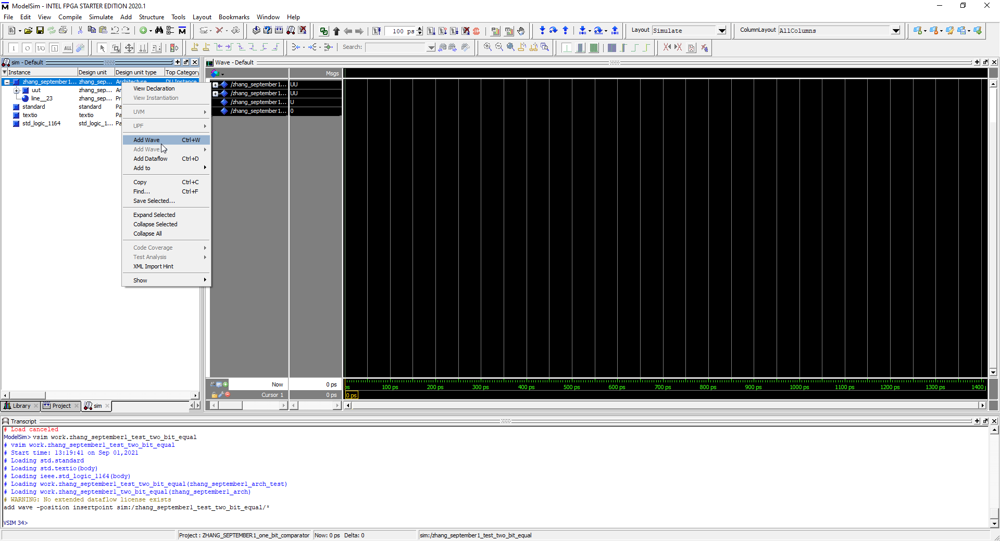 ModelSim - INTEL FPGA STARTER EDITION 2020.1
File Edit View Compile Simulate Add Structure Tools Layout Bookmarks Window Help
100 ps Layout Simulate ColumnLayout AllColumns
Search:
sim - Default
Instance Design unit Design unit type Top Category
zhang_september1... zhang_sep... Architecture DU Instance
uut zhang_sep... Ar
line__23 zhang_sep... Pr
standard standard Pa
textio textio Pa
std_logic_1164 std_logic_1... Pa
View Declaration
View Instantiation
UVM
UPF
Add Wave Ctrl+W
Add Wave
Add Dataflow Ctrl+D
Add to
Copy Ctrl+C
Find... Ctrl+F
Save Selected...
Expand Selected
Collapse Selected
Collapse All
Code Coverage
Test Analysis
XML Import Hint
Show
Library Project sim
Wave - Default
Msgs
/zhang_september1... UU
/zhang_september1... UU
/zhang_september1... U
/zhang_september1... 0
Now 0 ps
Cursor 1 0 ps
ps 100 ps 200 ps 300 ps 400 ps 500 ps 600 ps 700 ps 800 ps 900 ps 1000 ps 1100 ps 1200 ps 1300 ps 1400
0 ps
Transcript
# Load canceled
ModelSim> vsim work.zhang_september1_test_two_bit_equal
# vsim work.zhang_september1_test_two_bit_equal
# Start time: 13:19:41 on Sep 01,2021
# Loading std.standard
# Loading std.textio(body)
# Loading ieee.std_logic_1164(body)
# Loading work.zhang_september1_test_two_bit_equal(zhang_september1_arch_test)
# Loading work.zhang_september1_two_bit_equal(zhang_september1_arch)
# WARNING: No extended dataflow license exists
add wave -position insertpoint sim:/zhang_september1_test_two_bit_equal/*
VSIM 34>
Project : ZHANG_SEPTEMBER1_one_bit_comparator Now: 0 ps Delta: 0 sim:/zhang_september1_test_two_bit_equal